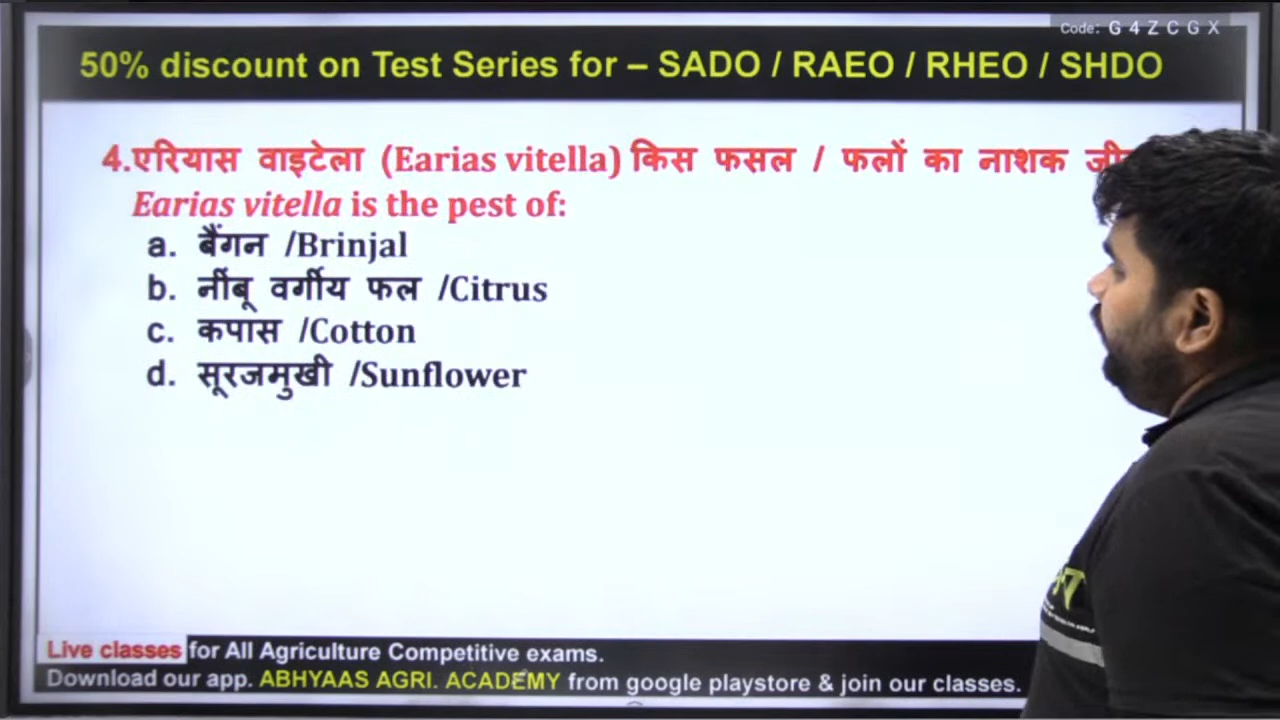 Code: G 4 Z C G X
50% discount on Test Series for – SADO / RAEO / RHEO / SHDO
4.एरियास वाइटेला (Earias vitella) किस फसल / फलों का नाशक
Earias vitella is the pest of:
a. बैंगन /Brinjal
b. नींबू वर्गीय फल /Citrus
c. कपास /Cotton
d. सूरजमुखी /Sunflower
Live classes for All Agriculture Competitive exams.
Download our app. ABHYAAS AGRI. ACADEMY from google playstore & join our classes.